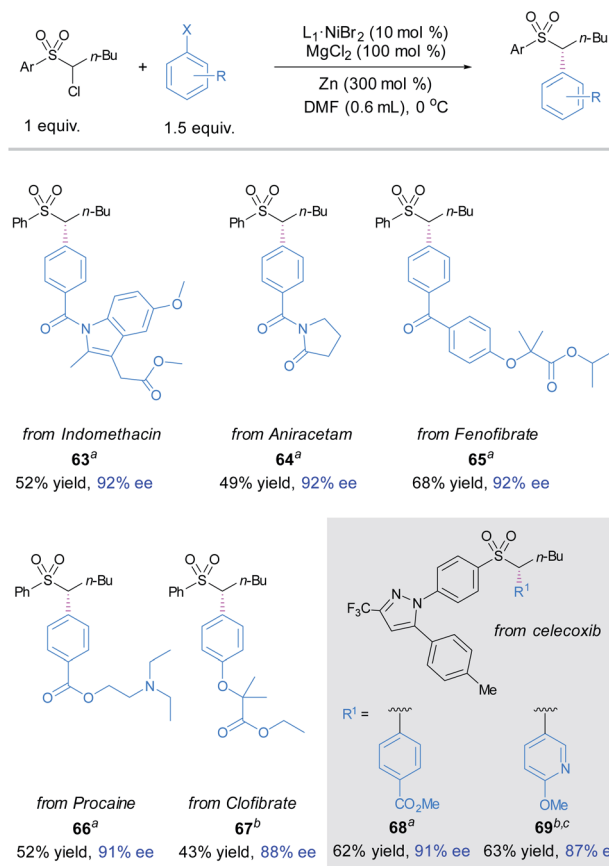 O O
S
Ar
n-Bu
Cl
1 equiv.
+
X
R
1.5 equiv.
L₁·NiBr₂ (10 mol %)
MgCl₂ (100 mol %)
Zn (300 mol %)
DMF (0.6 mL), 0 °C
O O
S
Ar
n-Bu
R
O O
S
Ph
n-Bu
O
N
O
O
O
from Indomethacin
63ᵃ
52% yield, 92% ee
O O
S
Ph
n-Bu
O
N
O
from Aniracetam
64ᵃ
49% yield, 92% ee
O O
S
Ph
n-Bu
O
O
O
O
from Fenofibrate
65ᵃ
68% yield, 92% ee
O O
S
Ph
n-Bu
O
O
N
from Procaine
66ᵃ
52% yield, 91% ee
O O
S
Ph
n-Bu
O
O
O
from Clofibrate
67ᵇ
43% yield, 88% ee
O O
S
n-Bu
R¹
N
N
F₃C
Me
from celecoxib
R¹ =
CO₂Me
68ᵃ
62% yield, 91% ee
N
OMe
69ᵇ,ᶜ
63% yield, 87% e